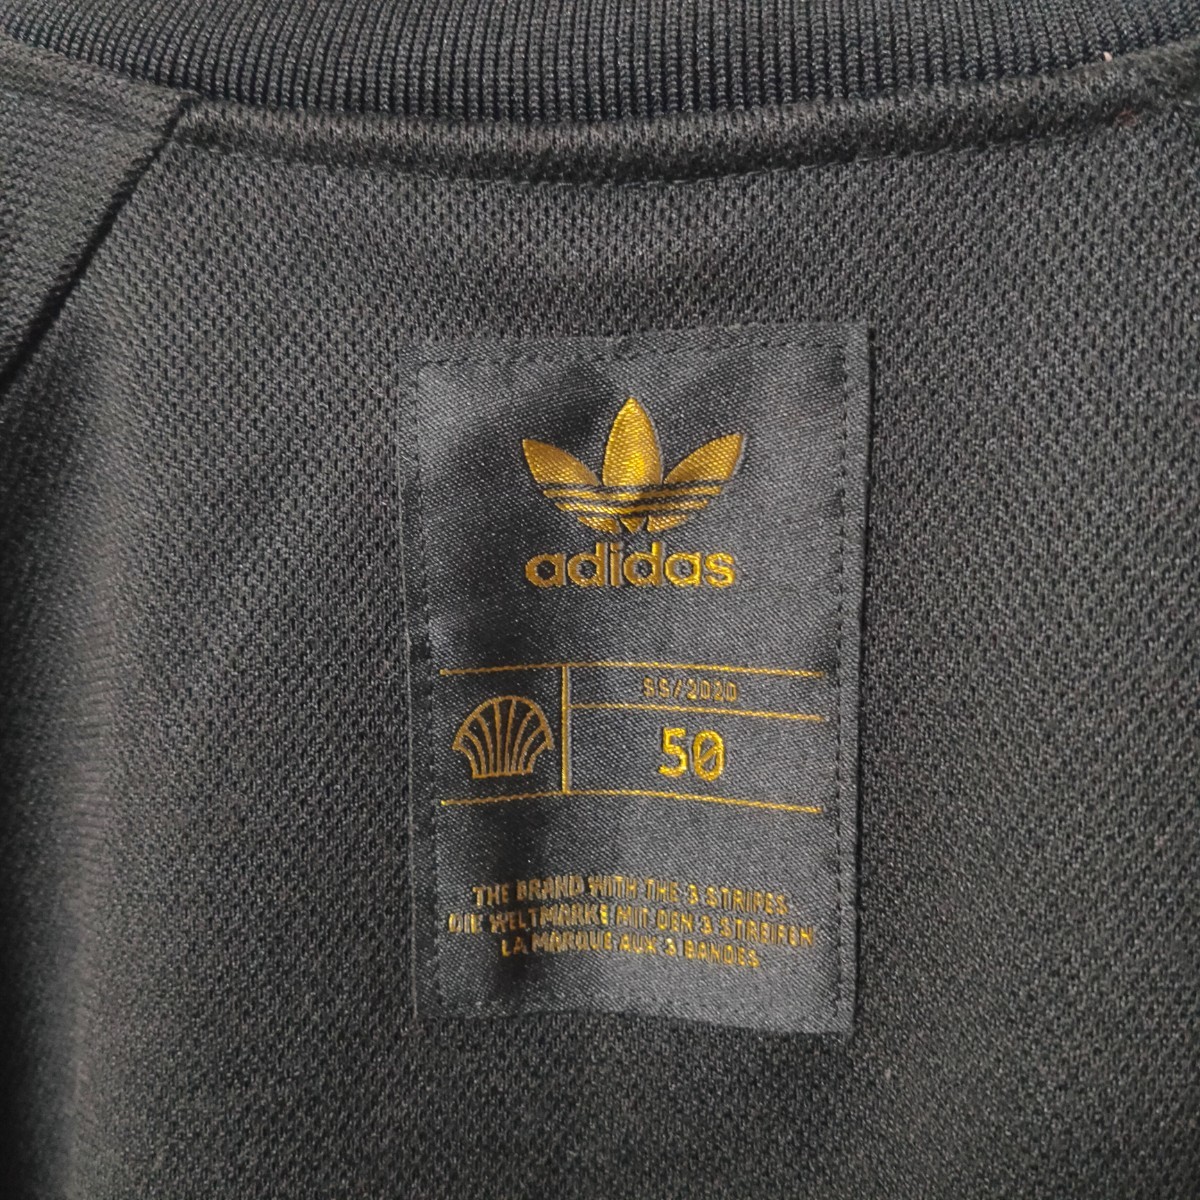 adidas
SS/2020
50
THE BRAND WITH THE 3 STRIPES
DIE WELTMARKE MIT DEN 3 STREIFEN
LA MARQUE AUX 3 BANDES